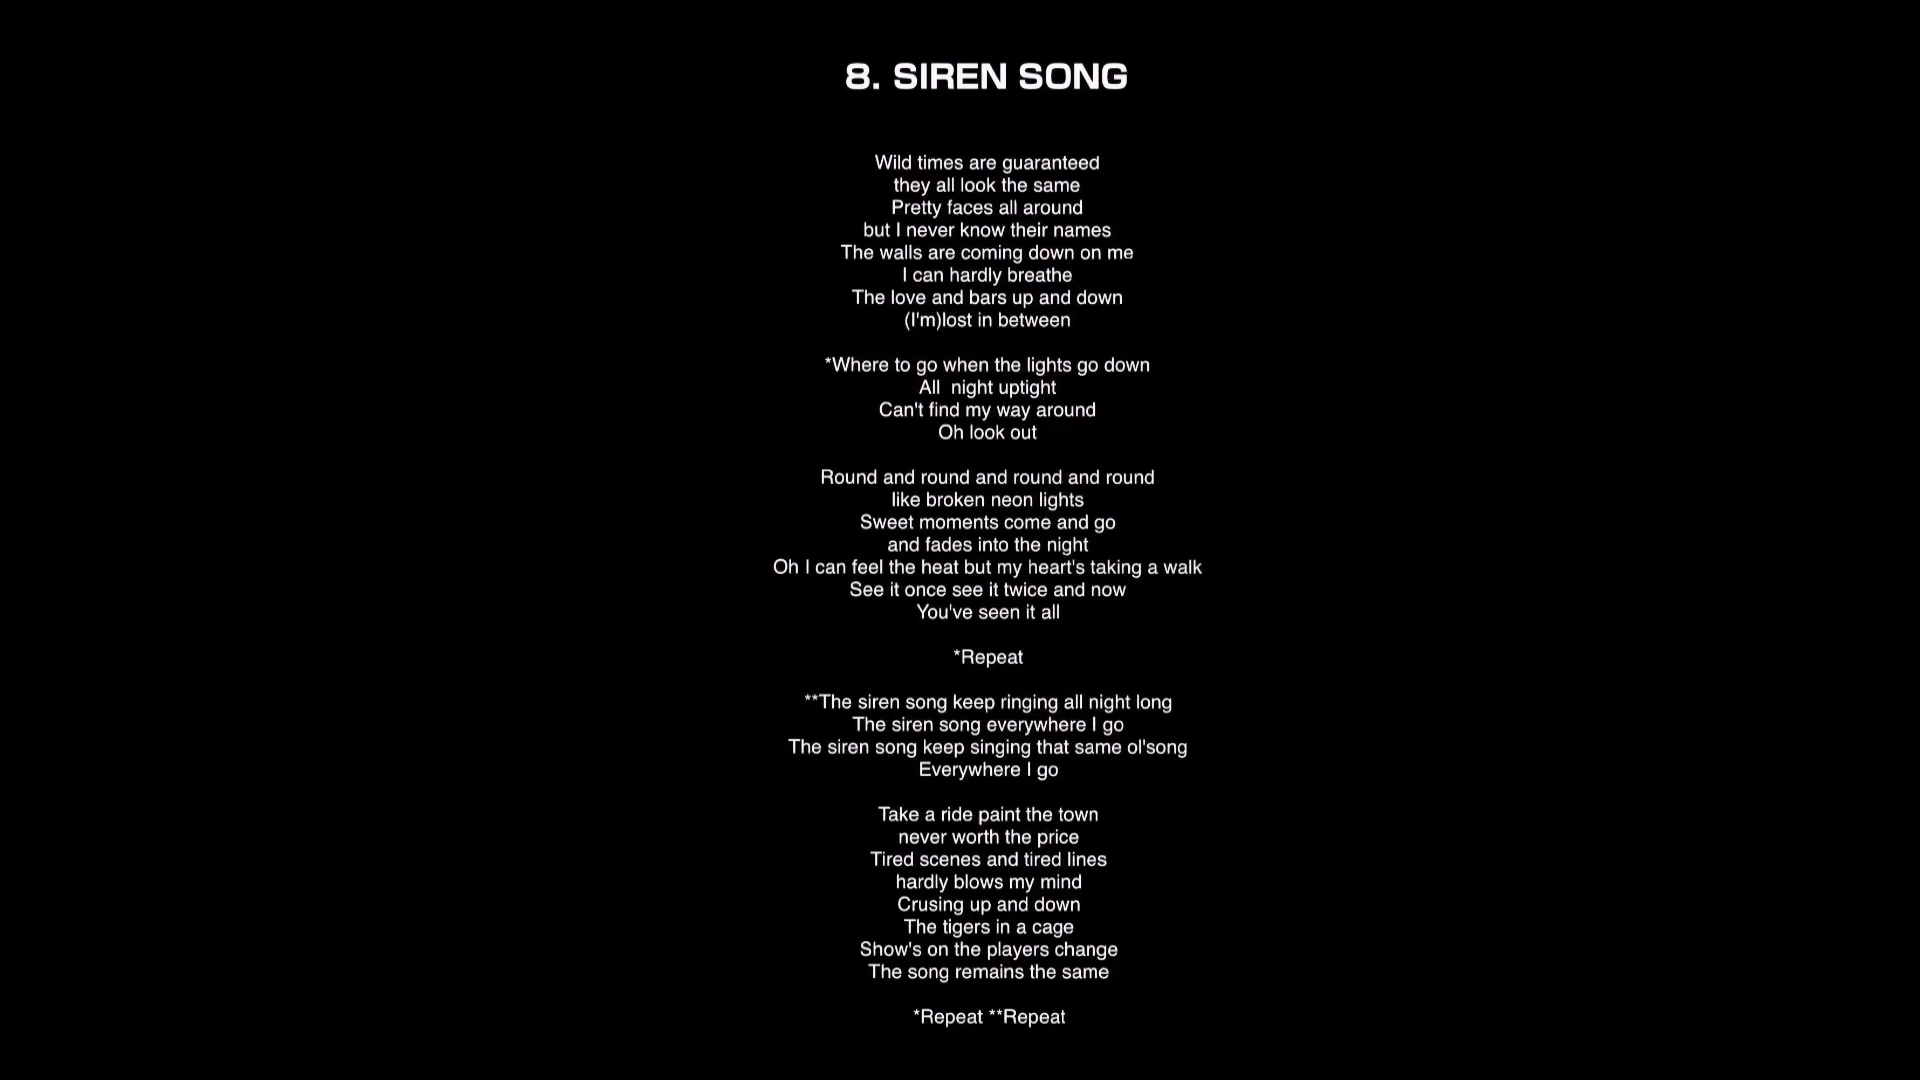 8. SIREN SONG
Wild times are guaranteed
they all look the same
Pretty faces all around
but I never know their names
The walls are coming down on me
I can hardly breathe
The love and bars up and down
(I'm)lost in between
*Where to go when the lights go down
All  night uptight
Can't find my way around
Oh look out
Round and round and round and round
like broken neon lights
Sweet moments come and go
and fades into the night
Oh I can feel the heat but my heart's taking a walk
See it once see it twice and now
You've seen it all
*Repeat
**The siren song keep ringing all night long
The siren song everywhere I go
The siren song keep singing that same ol'song
Everywhere I go
Take a ride paint the town
never worth the price
Tired scenes and tired lines
hardly blows my mind
Crusing up and down
The tigers in a cage
Show's on the players change
The song remains the same
*Repeat **Repeat